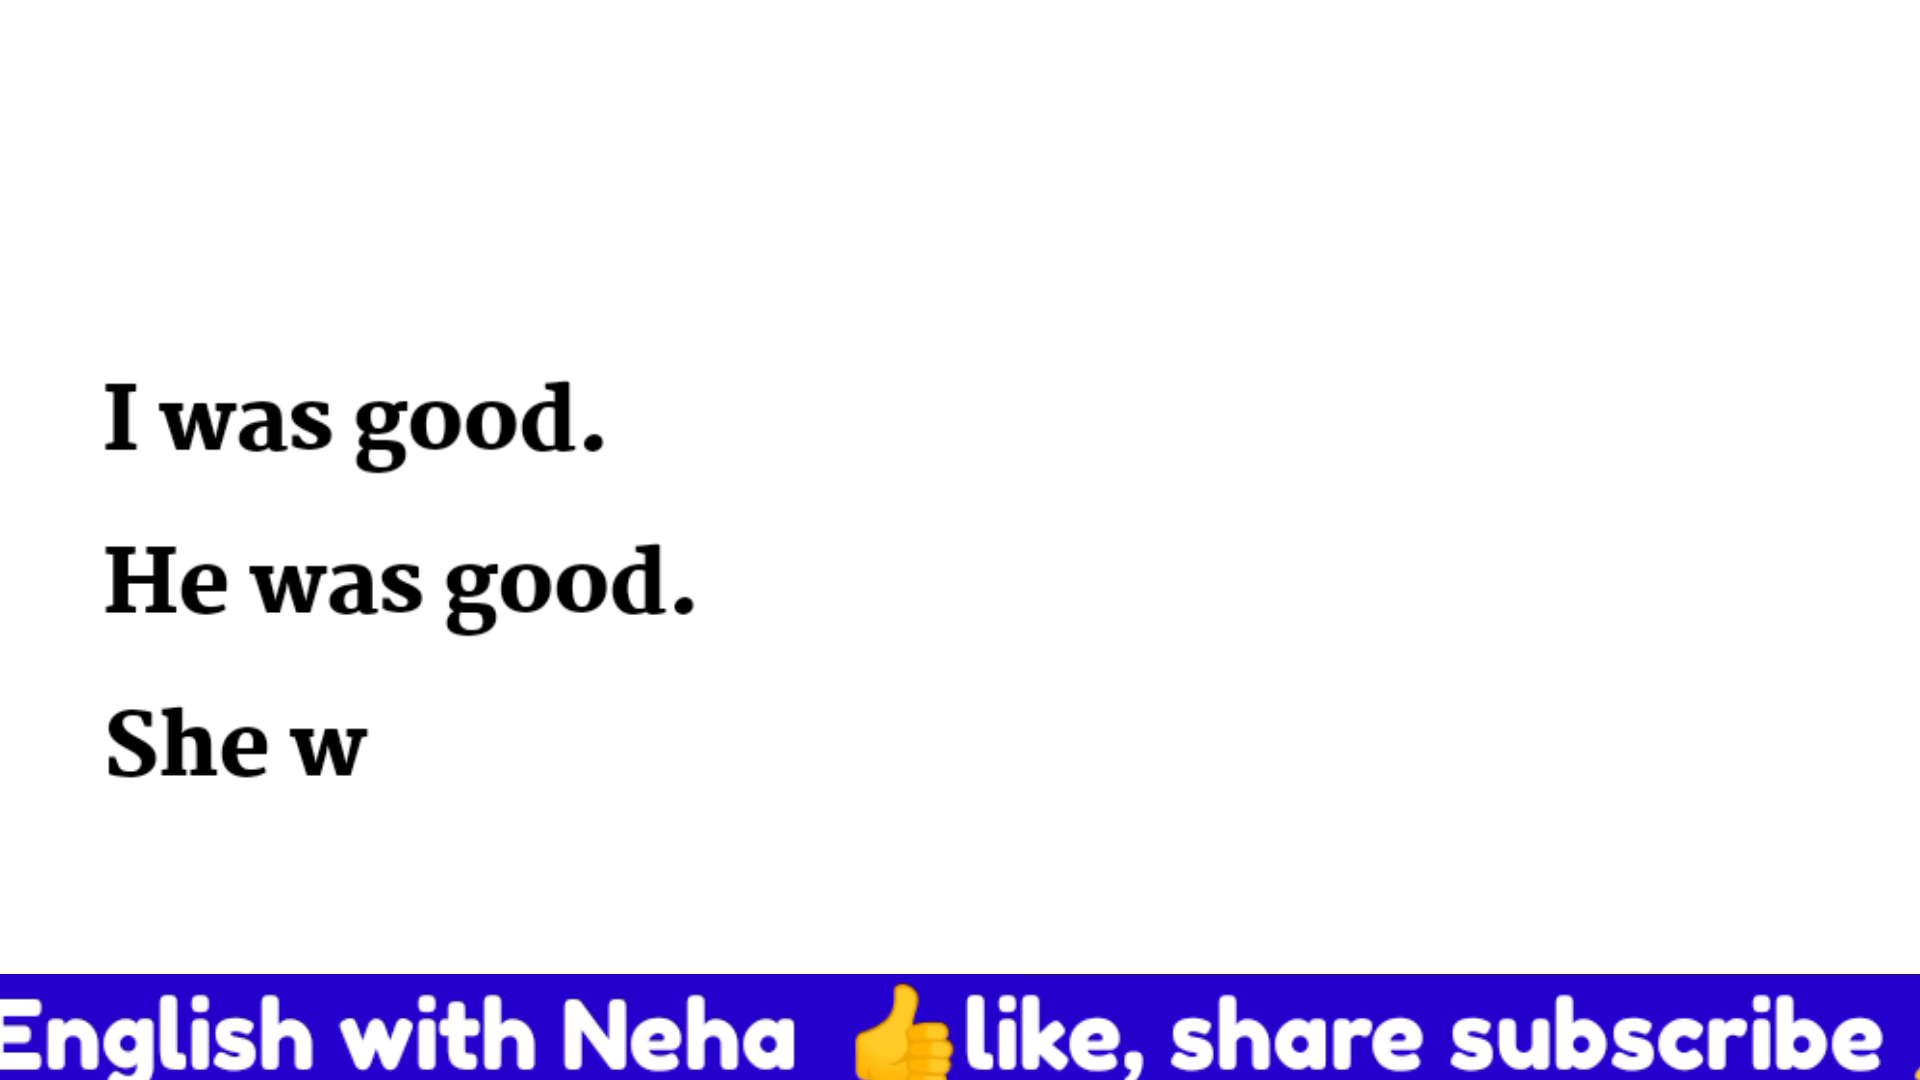 I was good.
He was good.
She w
English with Neha 👍like, share subscribe